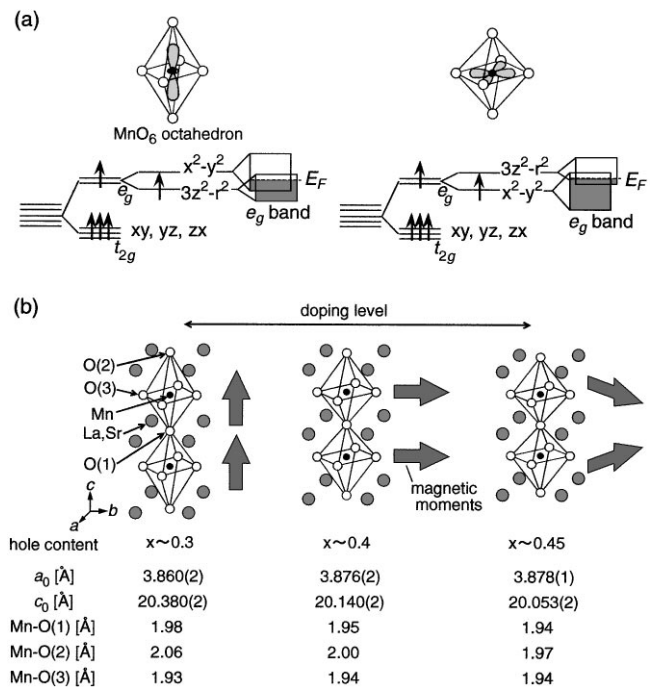 (a)
MnO6 octahedron
eg
x²-y²
3z²-r²
EF
eg band
t2g
xy, yz, zx
eg
3z²-r²
x²-y²
EF
eg band
t2g
xy, yz, zx
(b)
doping level
O(2)
O(3)
Mn
La,Sr
O(1)
magnetic
moments
c
a
b
hole content x~0.3 x~0.4 x~0.45
a0 [Å] 3.860(2) 3.876(2) 3.878(1)
c0 [Å] 20.380(2) 20.140(2) 20.053(2)
Mn-O(1) [Å] 1.98 1.95 1.94
Mn-O(2) [Å] 2.06 2.00 1.97
Mn-O(3) [Å] 1.93 1.94 1.94